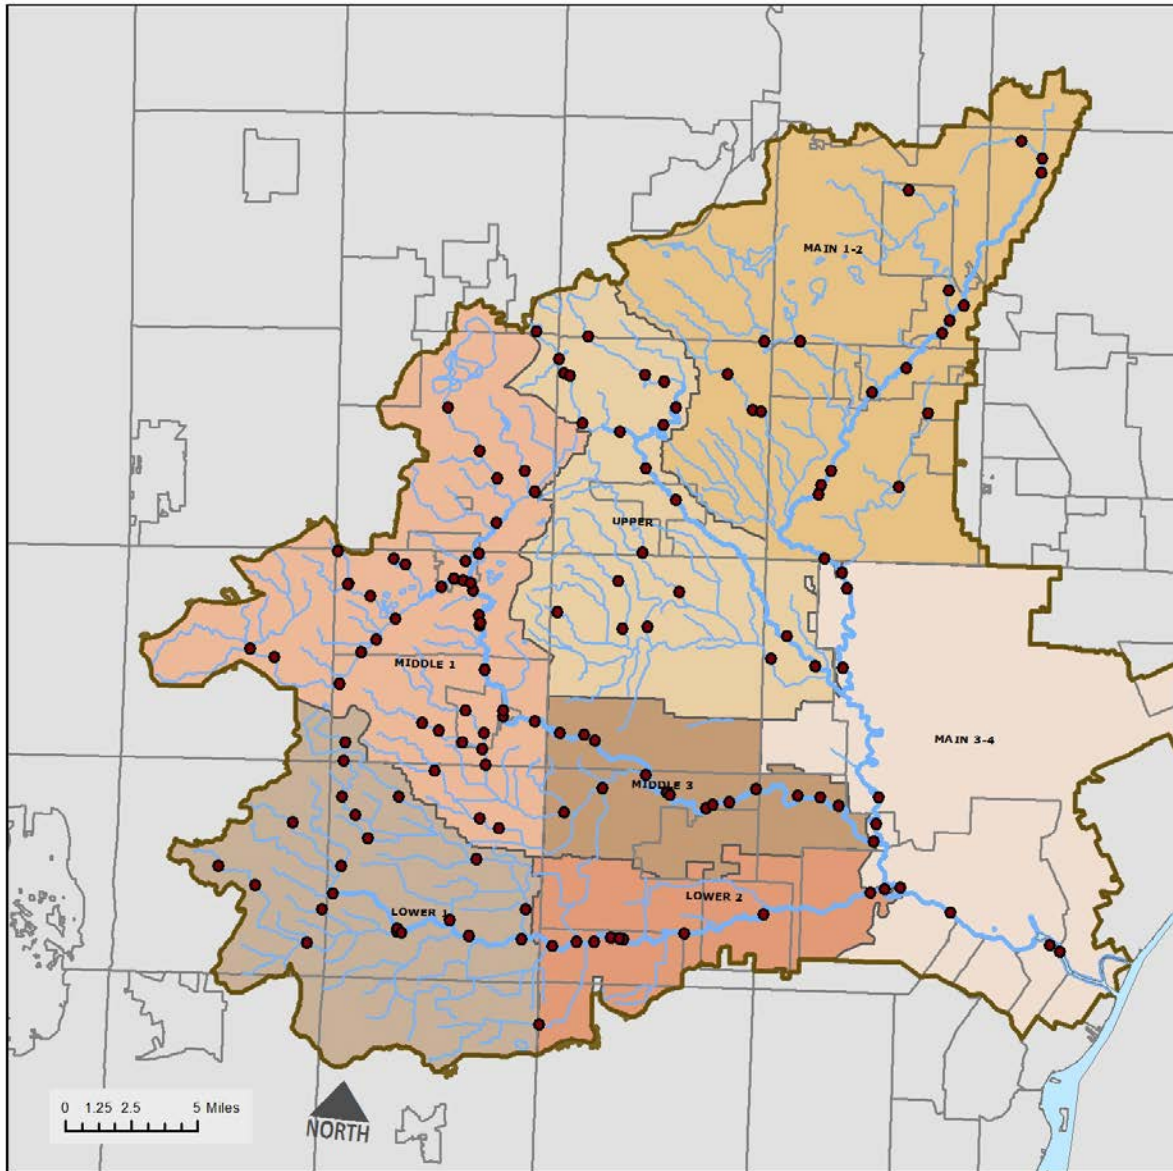 MAIN 1-2
UPPER
MIDDLE 1
MAIN 3-4
MIDDLE 3
LOWER 2
LOWER 1
0 1.25 2.5 5 Miles
NORTH